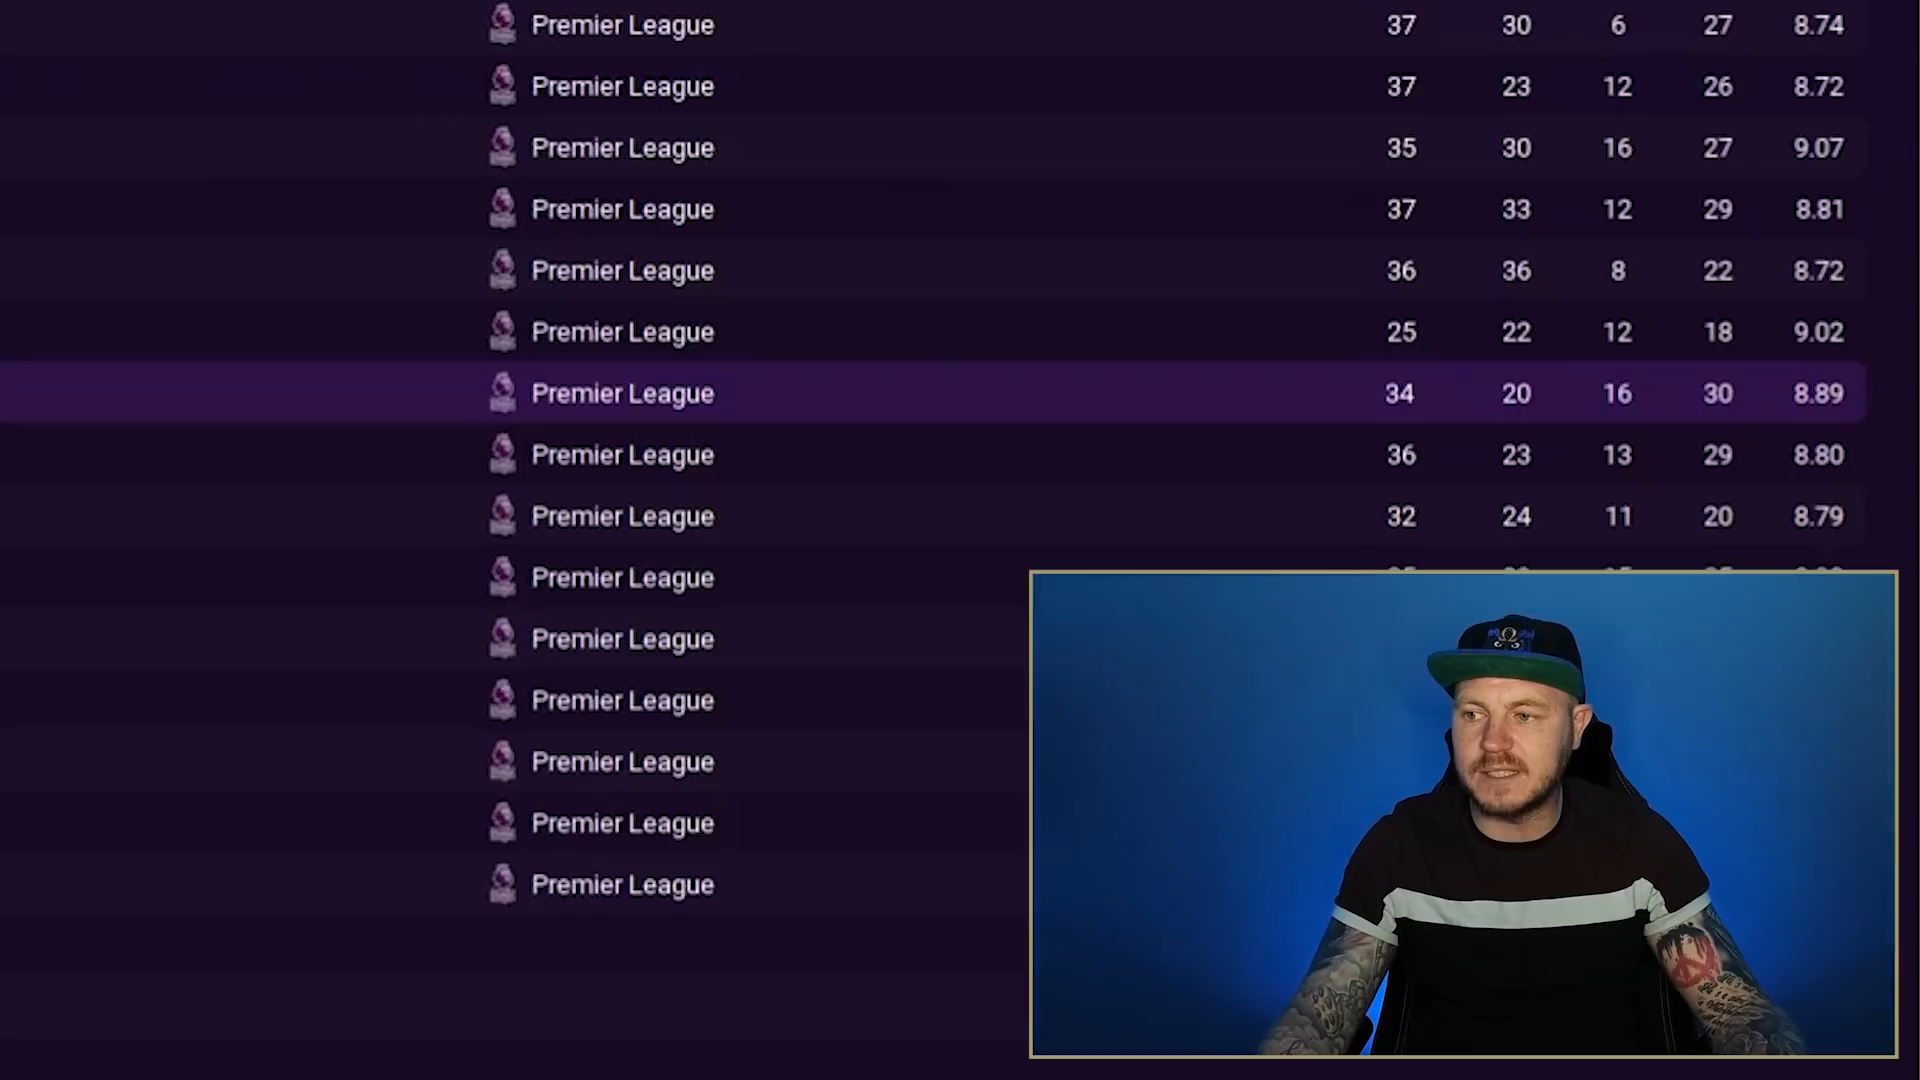 Premier League 37 30 6 27 8.74
Premier League 37 23 12 26 8.72
Premier League 35 30 16 27 9.07
Premier League 37 33 12 29 8.81
Premier League 36 36 8 22 8.72
Premier League 25 22 12 18 9.02
Premier League 34 20 16 30 8.89
Premier League 36 23 13 29 8.80
Premier League 32 24 11 20 8.79
Premier League
Premier League
Premier League
Premier League
Premier League
Premier League